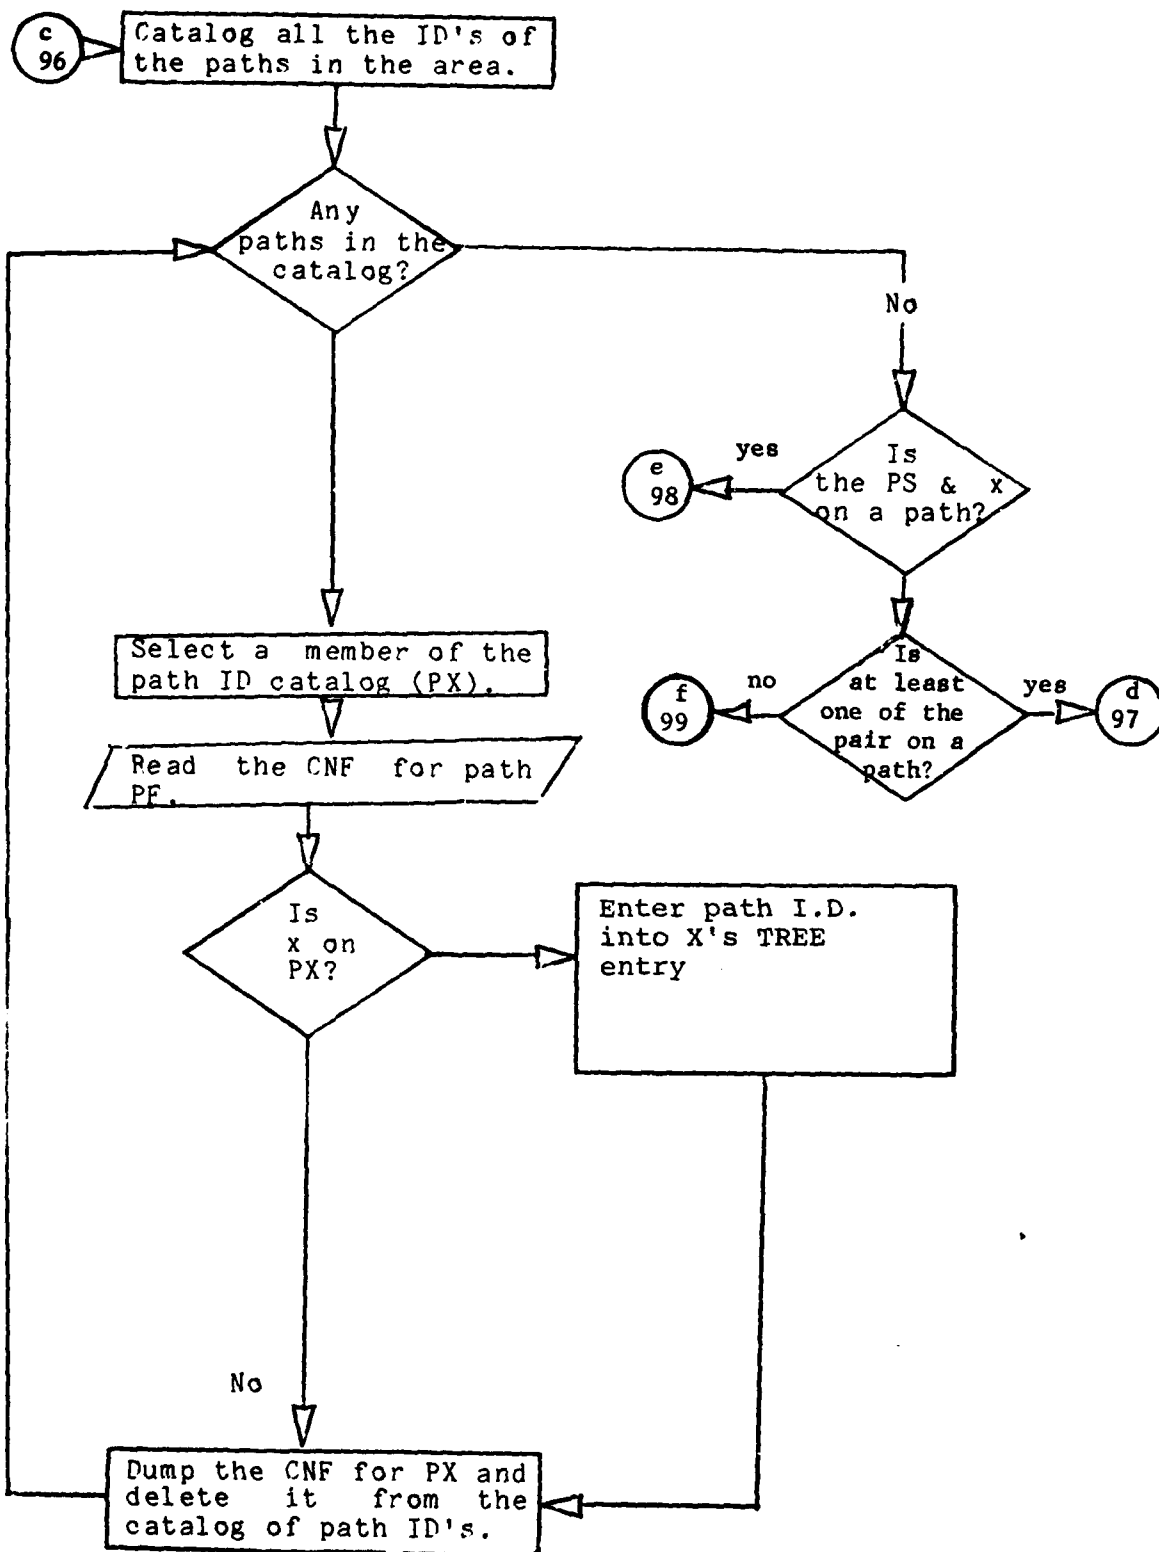 c
96
Catalog all the ID's of
the paths in the area.
Any
paths in the
catalog?
No
Is
the PS & x
on a path?
yes
e
98
Is
at least
one of the
pair on a
path?
no
f
99
yes
d
97
Select a member of the
path ID catalog (PX).
Read the CNF for path
PF.
Is
x on
PX?
Enter path I.D.
into X's TREE
entry
No
Dump the CNF for PX and
delete it from the
catalog of path ID's.